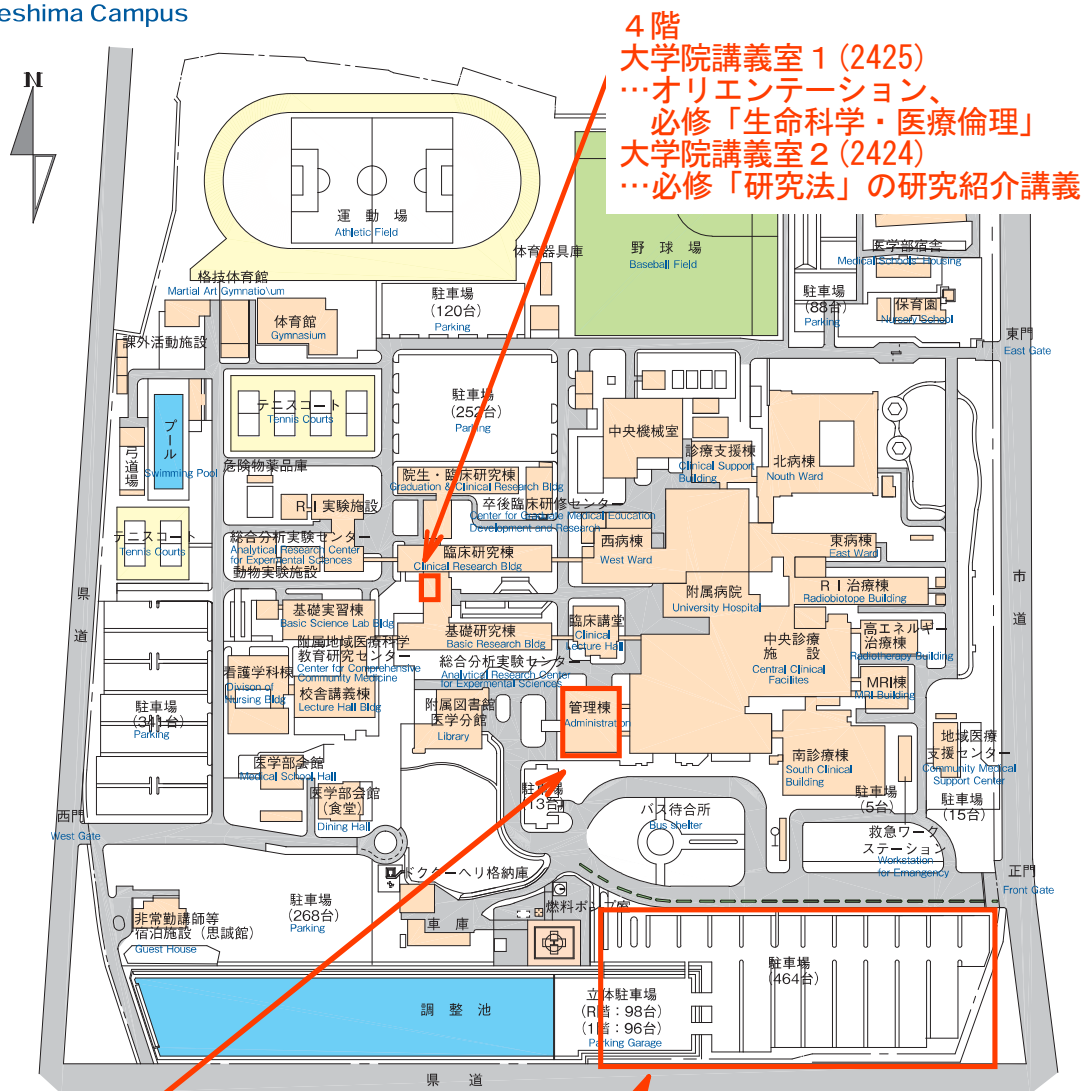 eshima Campus
N
4階
大学院講義室1(2425)
…オリエンテーション、
必修「生命科学・医療倫理」
大学院講義室2(2424)
…必修「研究法」の研究紹介講義
運動場
Athletic Field
体育器具庫
野球場
Baseball Field
医学部宿舎
Medical Schools' Housing
格技体育館
Martial Art Gymnatio\um
駐車場
(120台)
Parking
駐車場
(88台)
Parking
保育園
Nursery School
体育館
Gymnasium
課外活動施設
東門
East Gate
テニスコート
Tennis Courts
駐車場
(252台)
Parking
プール
Swimming Pool
弓道場
中央機械室
診療支援棟
Clinical Support
Building
北病棟
Nouth Ward
危険物薬品庫
院生・臨床研究棟
Graduation & Clinical Research Bldg
R-I 実験施設
卒後臨床研修センター
Center for Graduate Medical Education
Development and Research
テニスコート
Tennis Courts
総合分析実験センター
Analytical Research Center
for Expermental Sciences
動物実験施設
臨床研究棟
Clinical Research Bldg
西病棟
West Ward
東病棟
East Ward
附属病院
University Hospital
RI治療棟
Radiobiotope Building
県道
市道
基礎実習棟
Basic Science Lab Bldg
基礎研究棟
Basic Research Bldg
臨床講堂
Clinical
Lecture Hall
中央診療
施設
Central Clinical
Facilites
高エネルギー
治療棟
Radiotherapy Building
附属地域医療科学
教育研究センター
Center for Comprehensive
Community Medicine
総合分析実験センター
Analytical Research Center
for Expermental Sciences
看護学科棟
Divison of
Nursing Bldg
校舎講義棟
Lecture Hall Bldg
MRI棟
MRI Building
附属図書館
医学分館
Library
管理棟
Administration
駐車場
(341台)
Parking
医学部会館
Medical School Hall
医学部会館
(食堂)
Dining Hall
南診療棟
South Clinical
Building
地域医療
支援センター
Community Medical
Support Center
駐車場
(13台)
バス待合所
Bus shelter
駐車場
(5台)
駐車場
(15台)
西門
West Gate
救急ワーク
ステーション
Workstation
for Emangency
正門
Front Gate
ドクターヘリ格納庫
駐車場
(268台)
Parking
燃料ポンプ室
車庫
非常勤講師等
宿泊施設(思誠館)
Guest House
駐車場
(464台)
調整池
立体駐車場
(R階:98台)
(1階:96台)
Parking Garage
県道